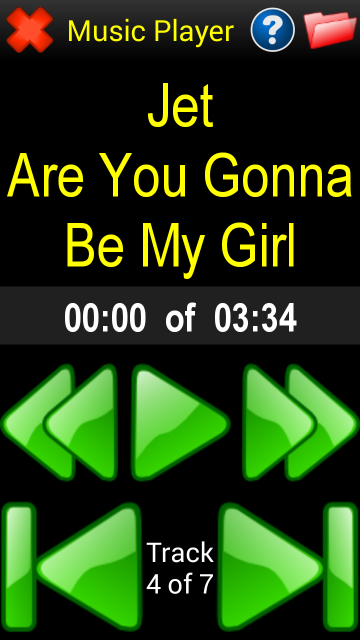 Music Player ?
Jet
Are You Gonna
Be My Girl
00:00 of 03:34
Track
4 of 7